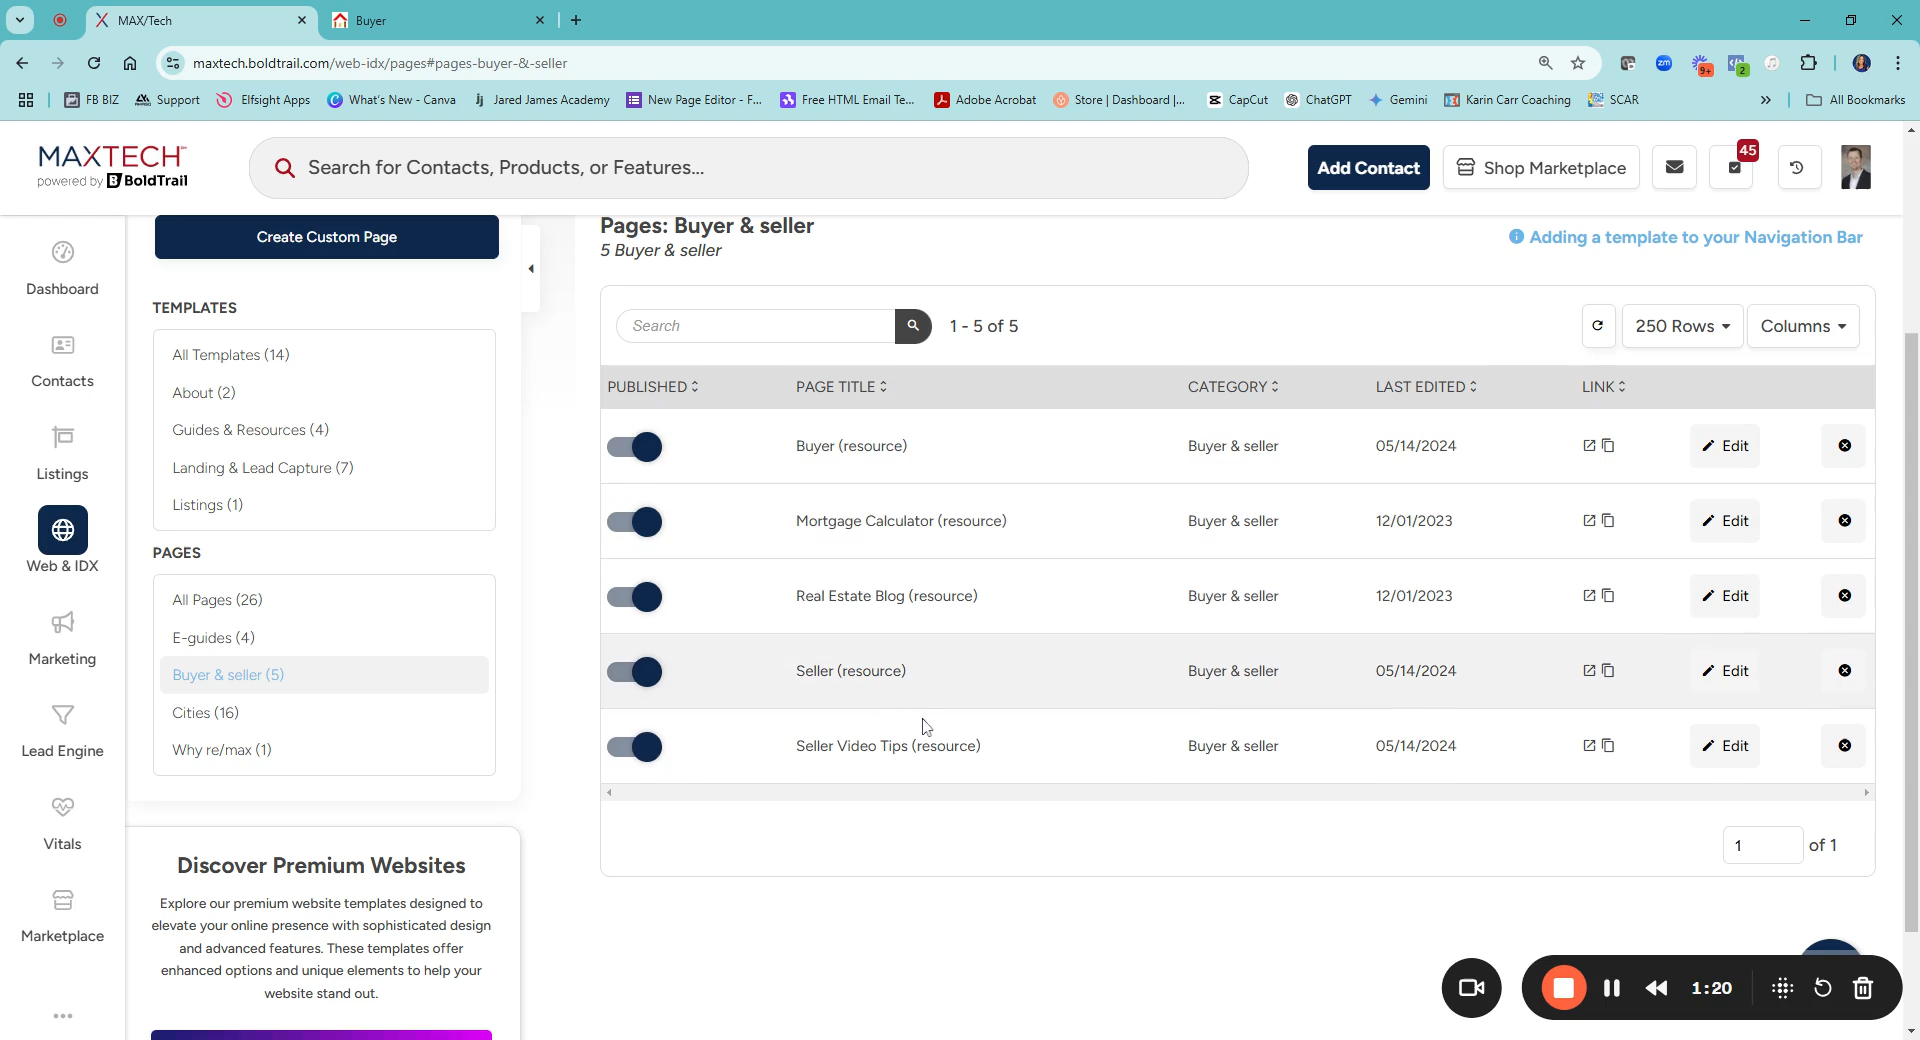 MAX/Tech
Buyer
maxtech.boldtrail.com/web-idx/pages#pages-buyer-&-seller
9+
2
FB BIZ
Support
Elfsight Apps
What's New - Canva
Jared James Academy
New Page Editor - F...
Free HTML Email Te...
Adobe Acrobat
Store | Dashboard |...
CapCut
ChatGPT
Gemini
Karin Carr Coaching
SCAR
All Bookmarks
MAXTECH
powered by BoldTrail
Search for Contacts, Products, or Features...
Add Contact
Shop Marketplace
45
Dashboard
Contacts
Listings
Web & IDX
Marketing
Lead Engine
Vitals
Marketplace
Create Custom Page
TEMPLATES
All Templates (14)
About (2)
Guides & Resources (4)
Landing & Lead Capture (7)
Listings (1)
PAGES
All Pages (26)
E-guides (4)
Buyer & seller (5)
Cities (16)
Why re/max (1)
Discover Premium Websites
Explore our premium website templates designed to
elevate your online presence with sophisticated design
and advanced features. These templates offer
enhanced options and unique elements to help your
website stand out.
Pages: Buyer & seller
5 Buyer & seller
Adding a template to your Navigation Bar
Search
1 - 5 of 5
250 Rows
Columns
PUBLISHED PAGE TITLE CATEGORY LAST EDITED LINK
Buyer (resource) Buyer & seller 05/14/2024 Edit
Mortgage Calculator (resource) Buyer & seller 12/01/2023 Edit
Real Estate Blog (resource) Buyer & seller 12/01/2023 Edit
Seller (resource) Buyer & seller 05/14/2024 Edit
Seller Video Tips (resource) Buyer & seller 05/14/2024 Edit
1 of 1
1:20